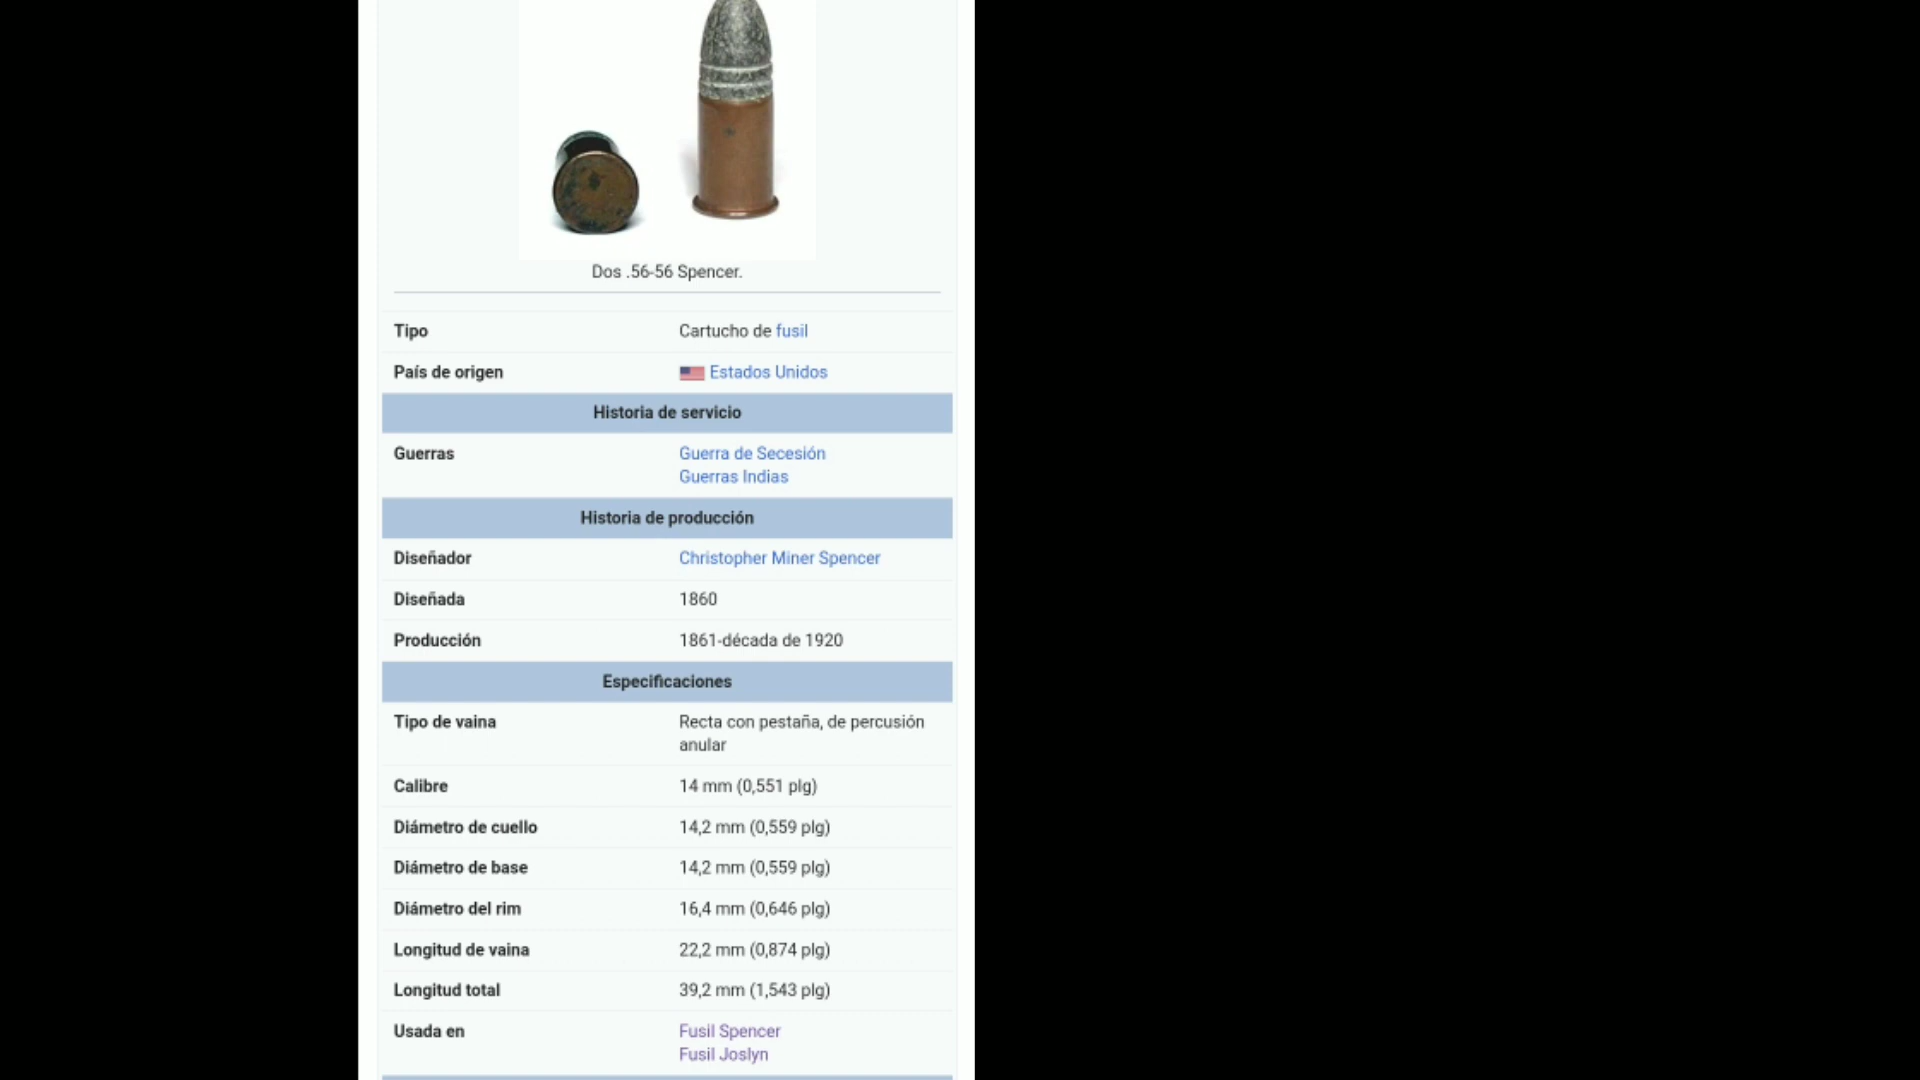 Dos .56-56 Spencer.
Tipo Cartucho de fusil
País de origen Estados Unidos
Historia de servicio
Guerras Guerra de Secesión
Guerras Indias
Historia de producción
Diseñador Christopher Miner Spencer
Diseñada 1860
Producción 1861-década de 1920
Especificaciones
Tipo de vaina Recta con pestaña, de percusión
anular
Calibre 14 mm (0,551 plg)
Diámetro de cuello 14,2 mm (0,559 plg)
Diámetro de base 14,2 mm (0,559 plg)
Diámetro del rim 16,4 mm (0,646 plg)
Longitud de vaina 22,2 mm (0,874 plg)
Longitud total 39,2 mm (1,543 plg)
Usada en Fusil Spencer
Fusil Joslyn